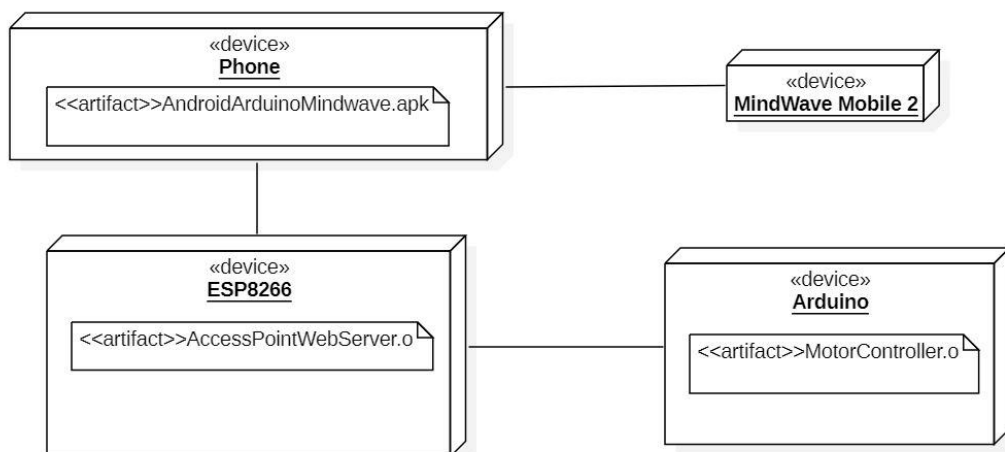 «device»
Phone
<<artifact>>AndroidArduinoMindwave.apk
«device»
MindWave Mobile 2
«device»
ESP8266
<<artifact>>AccessPointWebServer.o
«device»
Arduino
<<artifact>>MotorController.o